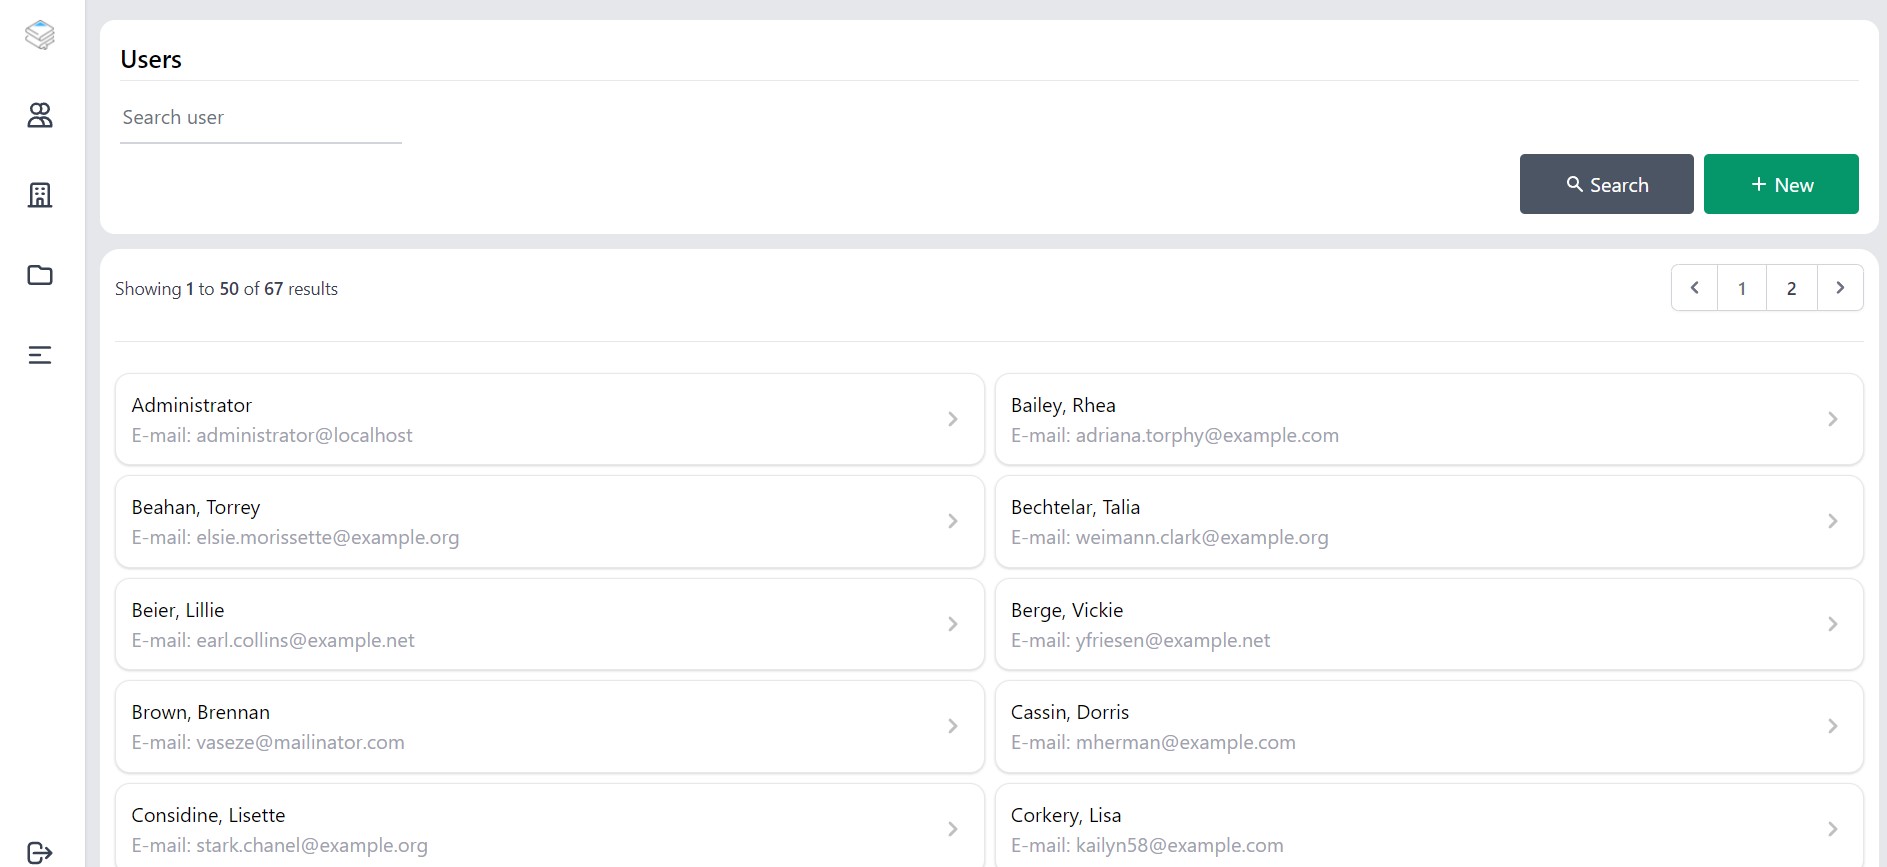 Users
Search user
Search
New
Showing 1 to 50 of 67 results
1
2
Administrator
E-mail: administrator@localhost
Bailey, Rhea
E-mail: adriana.torphy@example.com
Beahan, Torrey
E-mail: elsie.morissette@example.org
Bechtelar, Talia
E-mail: weimann.clark@example.org
Beier, Lillie
E-mail: earl.collins@example.net
Berge, Vickie
E-mail: yfriesen@example.net
Brown, Brennan
E-mail: vaseze@mailinator.com
Cassin, Dorris
E-mail: mherman@example.com
Considine, Lisette
E-mail: stark.chanel@example.org
Corkery, Lisa
E-mail: kailyn58@example.com